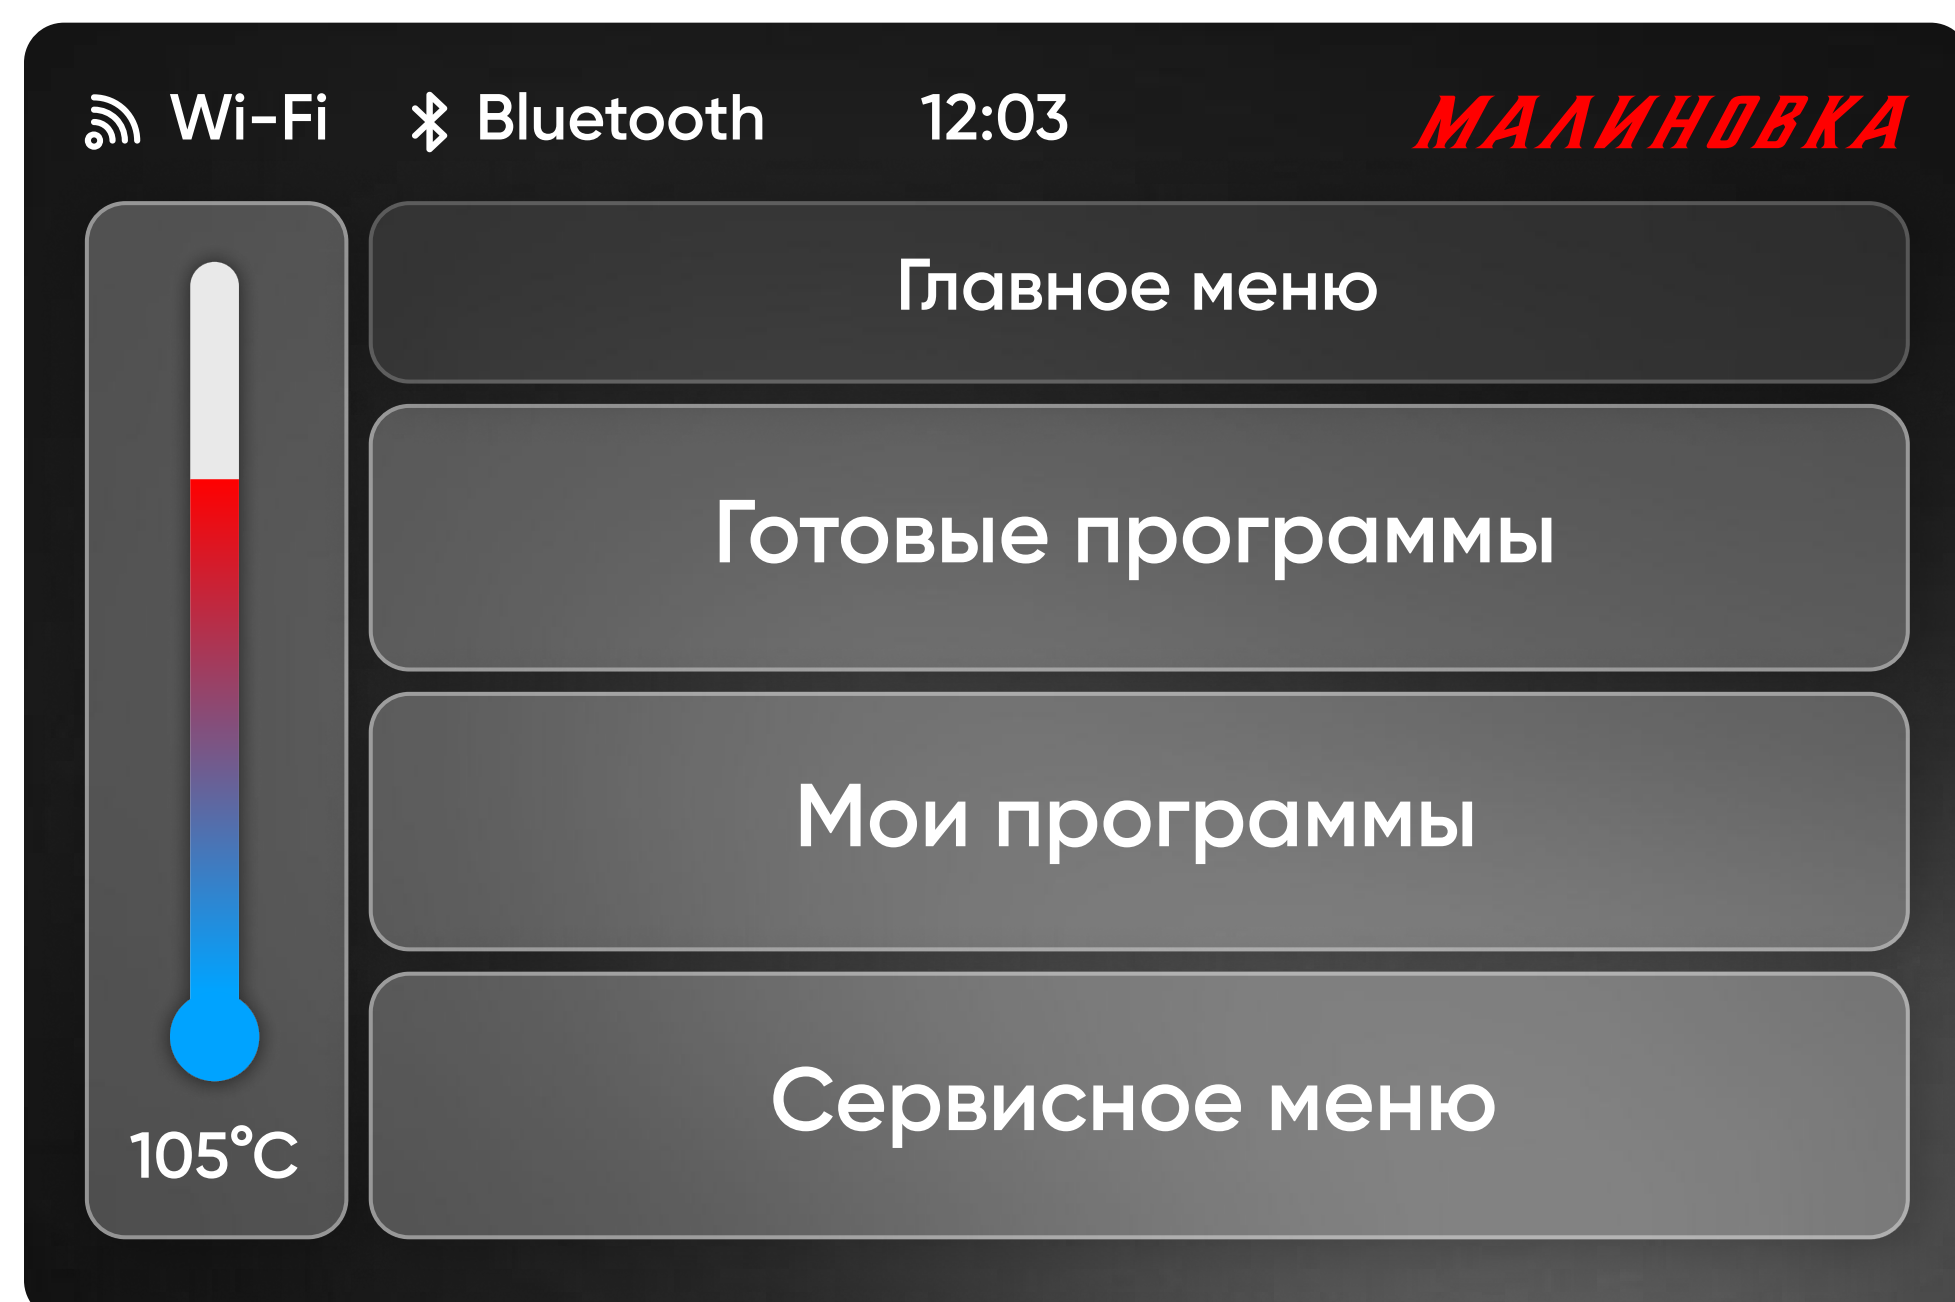 Wi-Fi Bluetooth 12:03 МАЛИНОВКА
Главное меню
Готовые программы
Мои программы
Сервисное меню
105°C